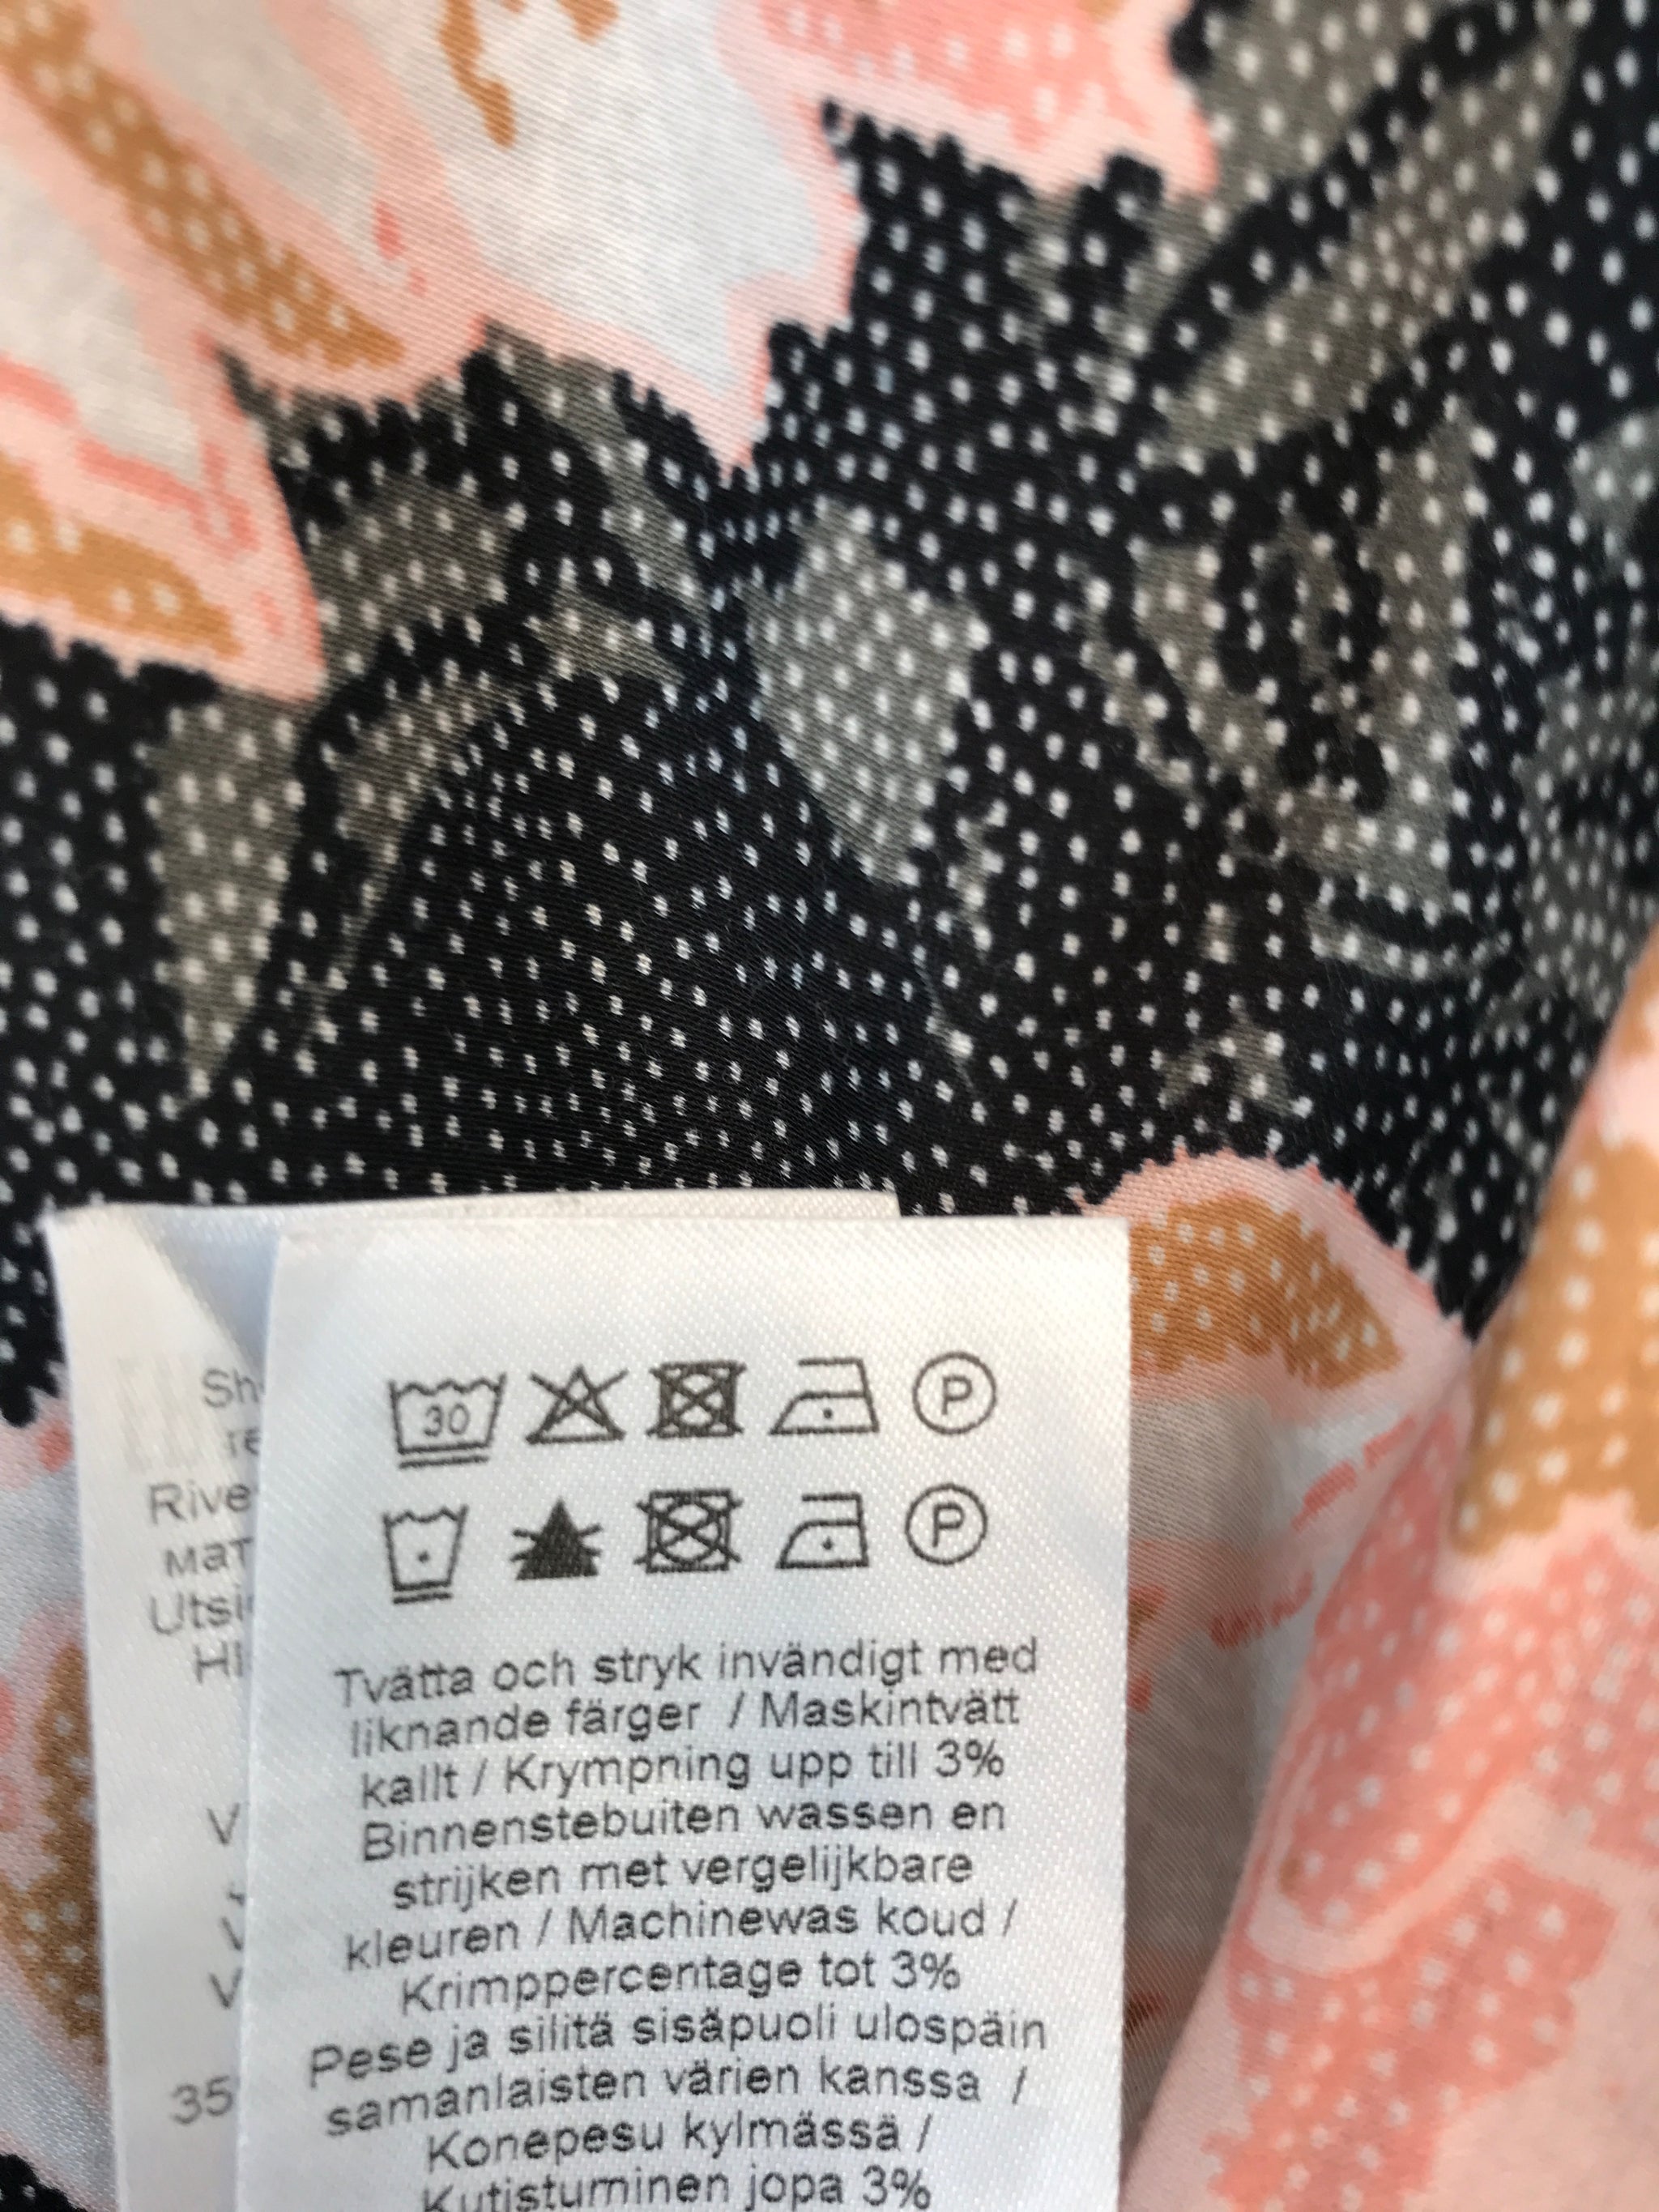 30 P
P
Tvätta och stryk invändigt med
liknande färger / Maskintvätt
kallt / Krympning upp till 3%
Binnenstebuiten wassen en
strijken met vergelijkbare
kleuren / Machinewas koud /
Krimppercentage tot 3%
Pese ja silitä sisäpuoli ulospäin
samanlaisten värien kanssa /
Konepesu kylmässä /
Kutistuminen jopa 3%